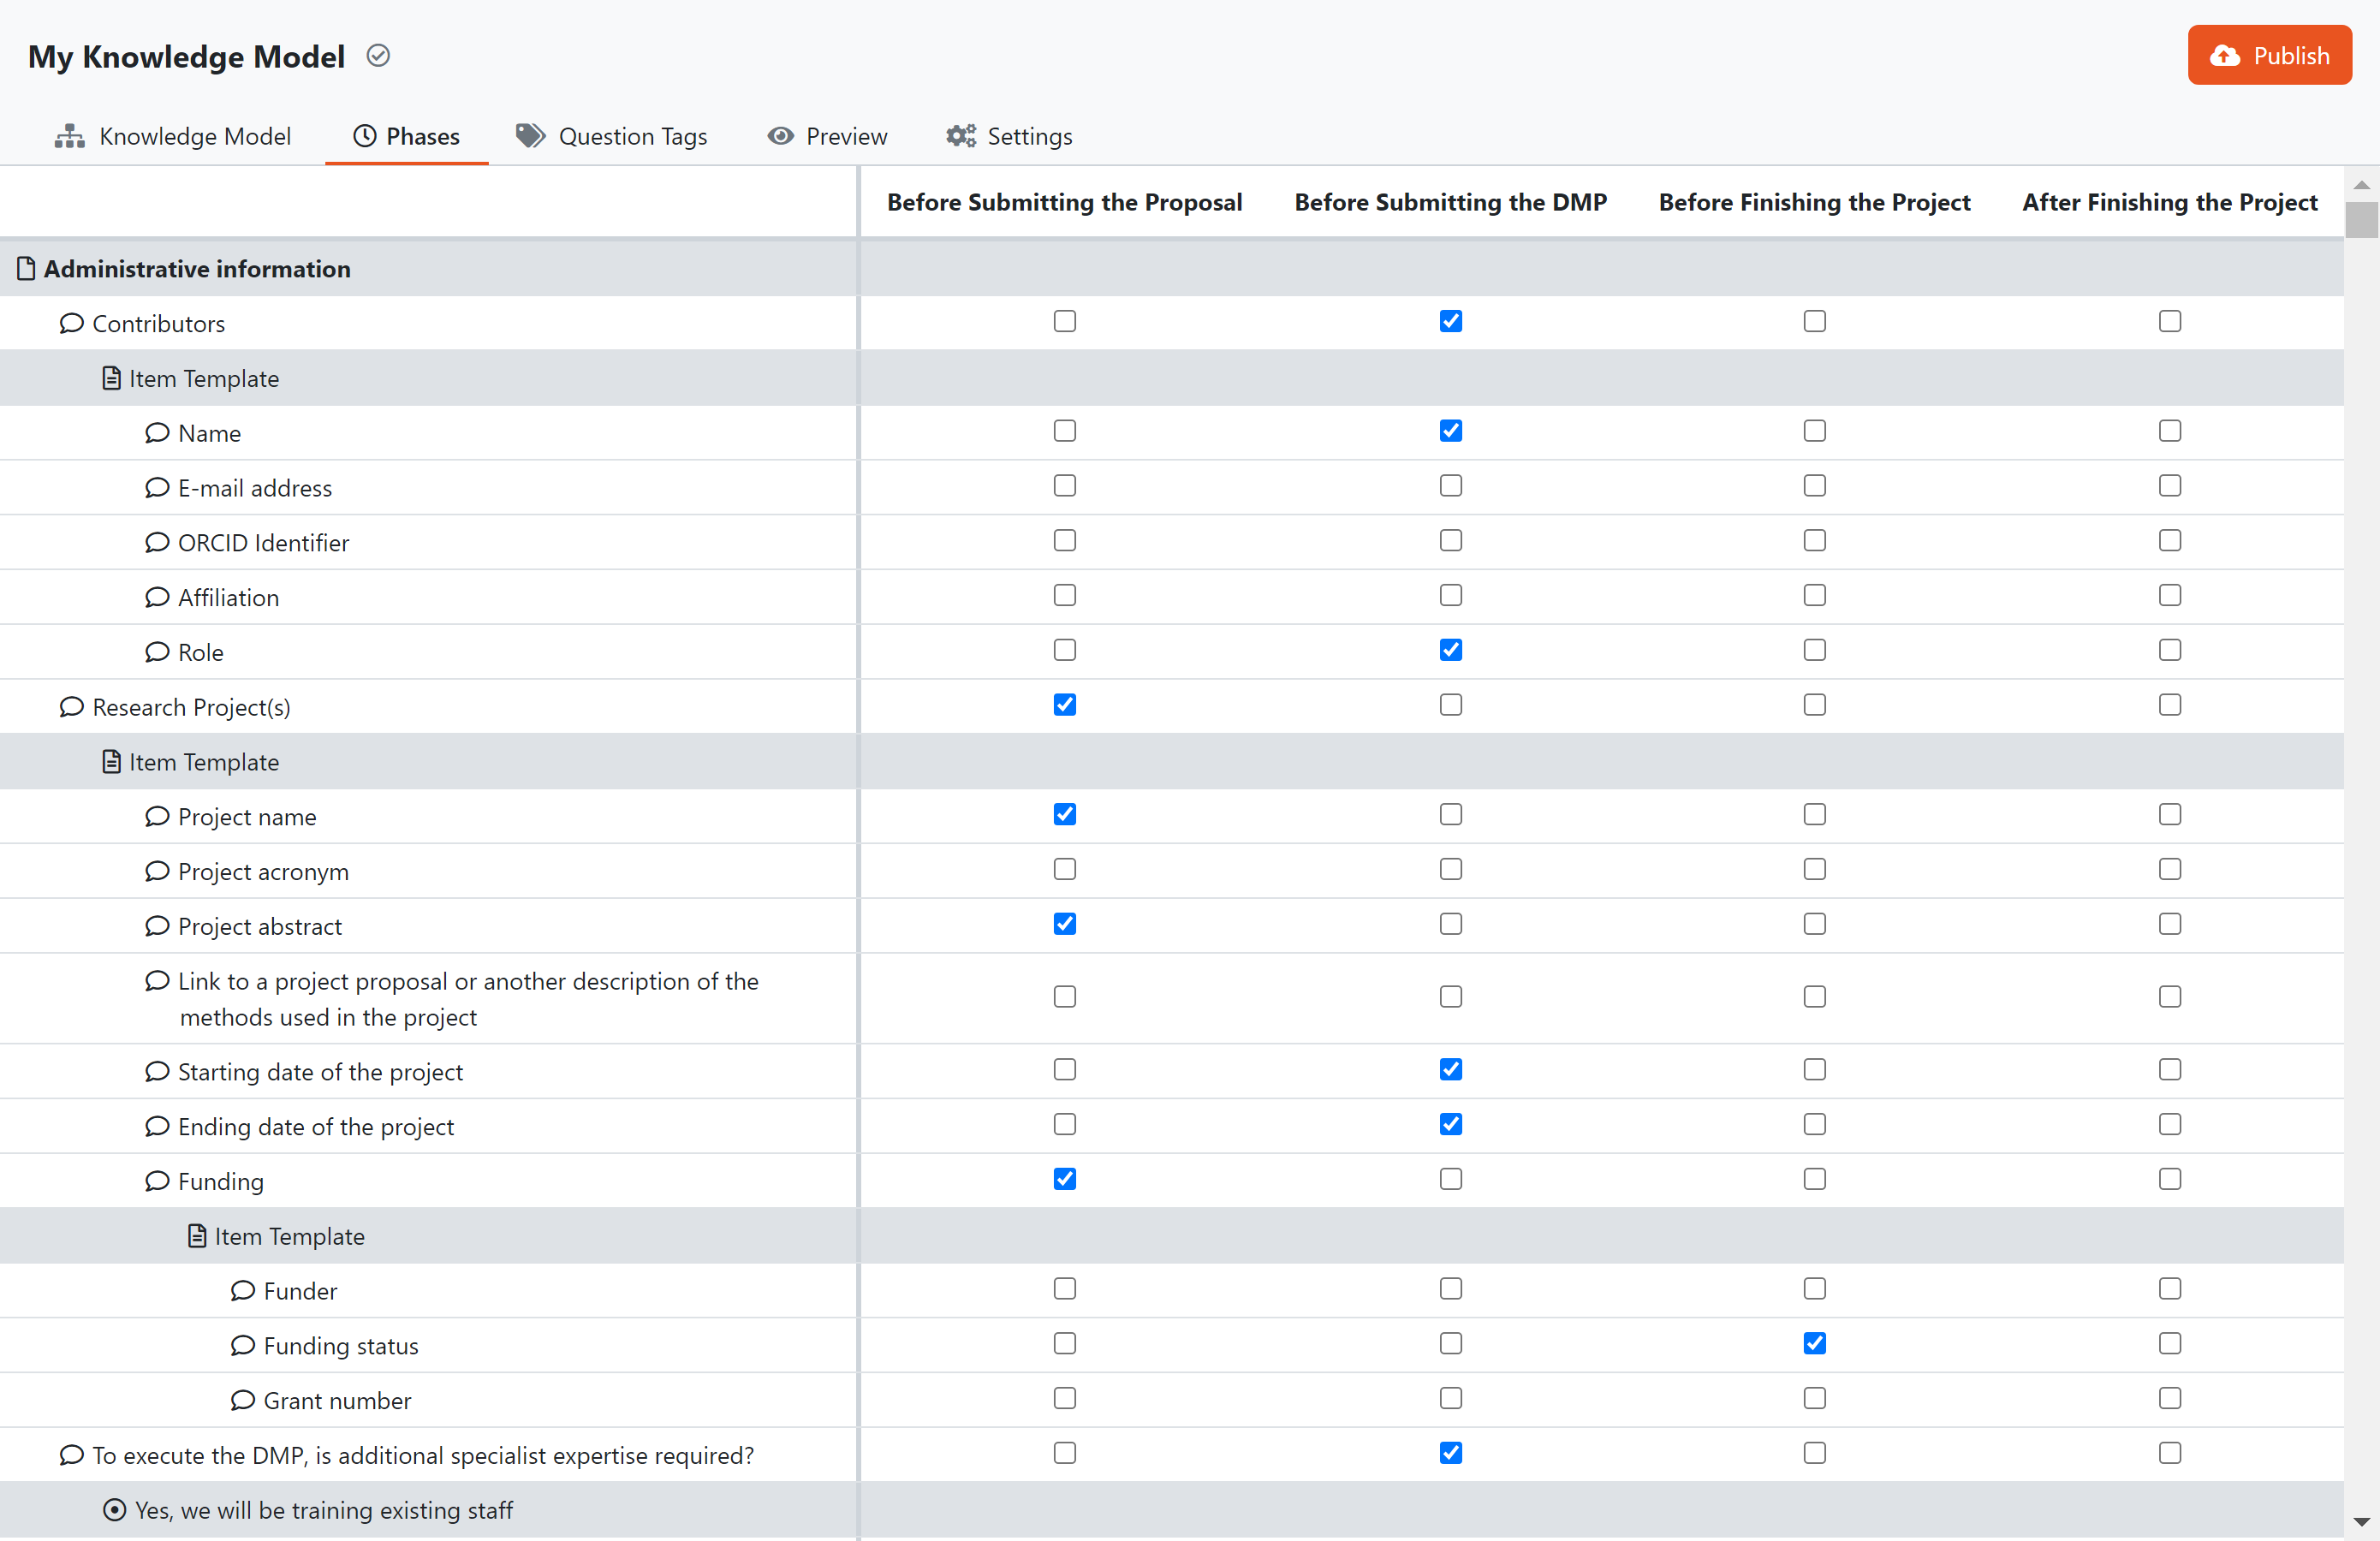 My Knowledge Model
Publish
Knowledge Model Phases Question Tags Preview Settings
Before Submitting the Proposal Before Submitting the DMP Before Finishing the Project After Finishing the Project
Administrative information
Contributors
Item Template
Name
E-mail address
ORCID Identifier
Affiliation
Role
Research Project(s)
Item Template
Project name
Project acronym
Project abstract
Link to a project proposal or another description of the
methods used in the project
Starting date of the project
Ending date of the project
Funding
Item Template
Funder
Funding status
Grant number
To execute the DMP, is additional specialist expertise required?
Yes, we will be training existing staff